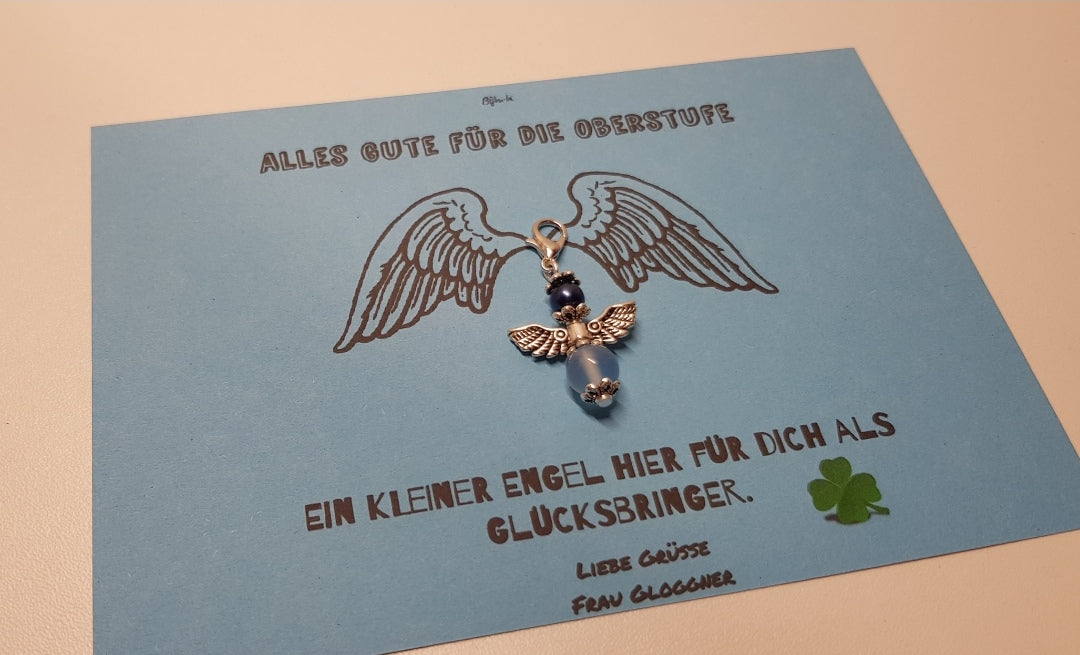 ALLES GUTE FÜR DIE OBERSTUFE
EIN KLEINER ENGEL HIER FÜR DICH ALS
GLÜCKSBRINGER.
LIEBE GRÜSSE
FRAU GLOGGNER